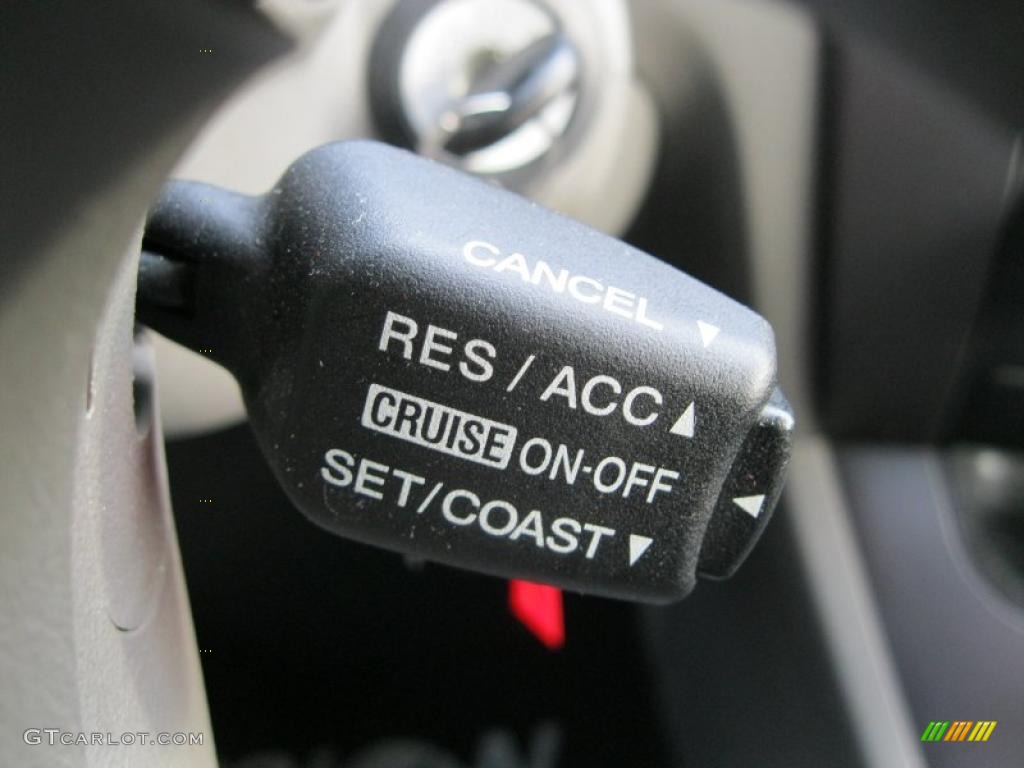 CANCEL ▼
RES / ACC ▲
CRUISE ON-OFF ◀
SET/COAST ▼
GTCARLOT.COM